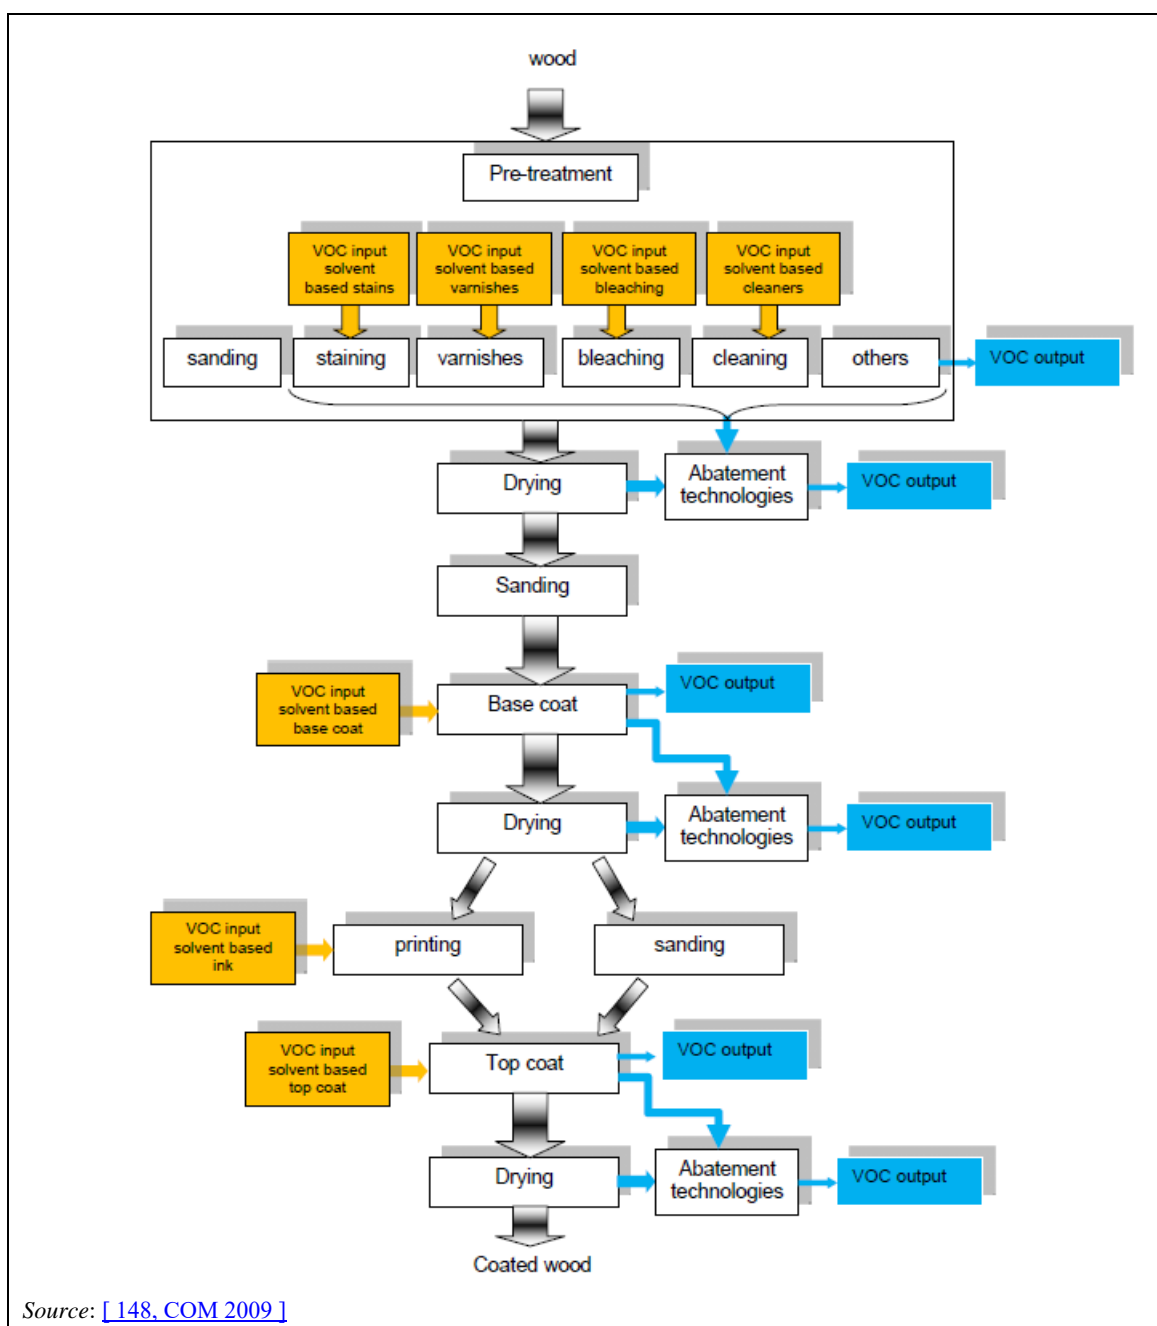 wood
Pre-treatment
VOC input
solvent
based stains
VOC input
solvent based
varnishes
VOC input
solvent based
bleaching
VOC input
solvent based
cleaners
sanding
staining
varnishes
bleaching
cleaning
others
VOC output
Drying
Abatement
technologies
VOC output
Sanding
VOC input
solvent based
base coat
Base coat
VOC output
Drying
Abatement
technologies
VOC output
VOC input
solvent based
ink
printing
sanding
VOC input
solvent based
top coat
Top coat
VOC output
Drying
Abatement
technologies
VOC output
Coated wood
Source: [ 148, COM 2009 ]